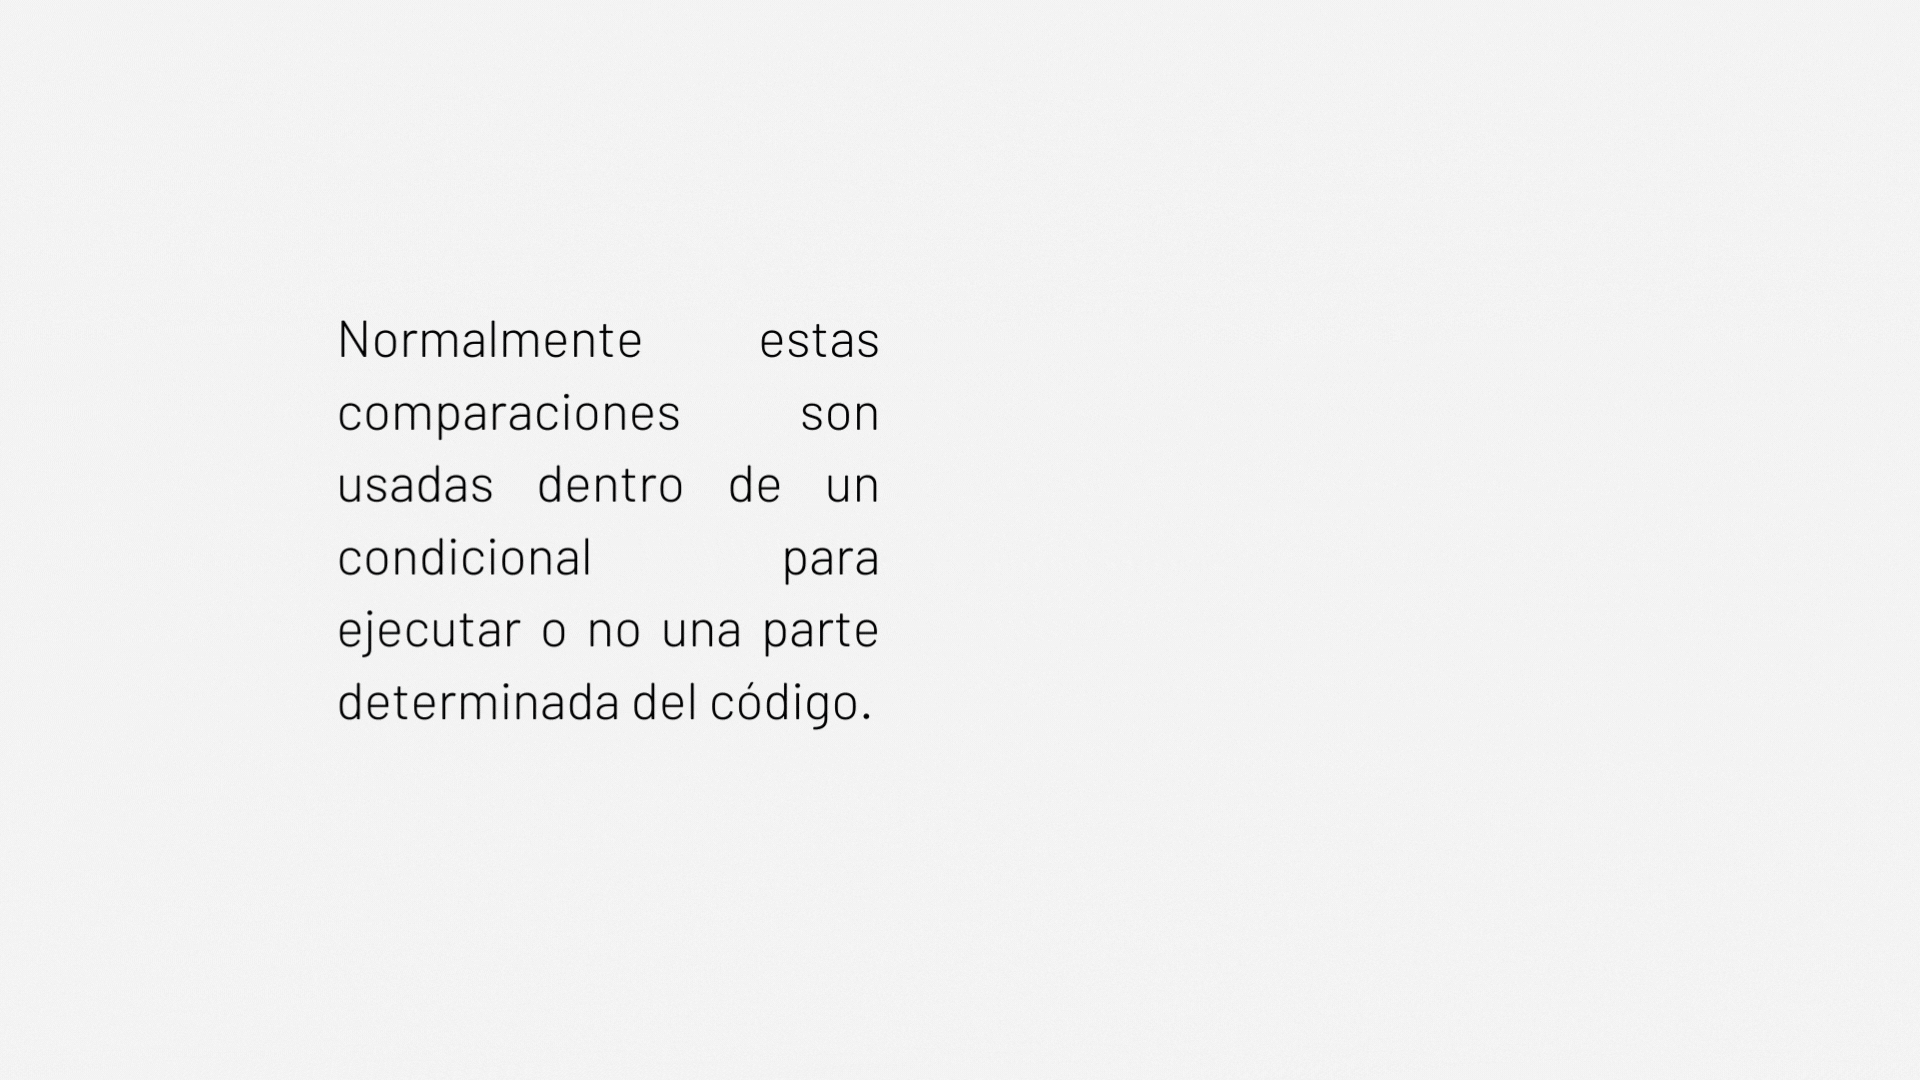 Normalmente estas
comparaciones son
usadas dentro de un
condicional para
ejecutar o no una parte
determinada del código.